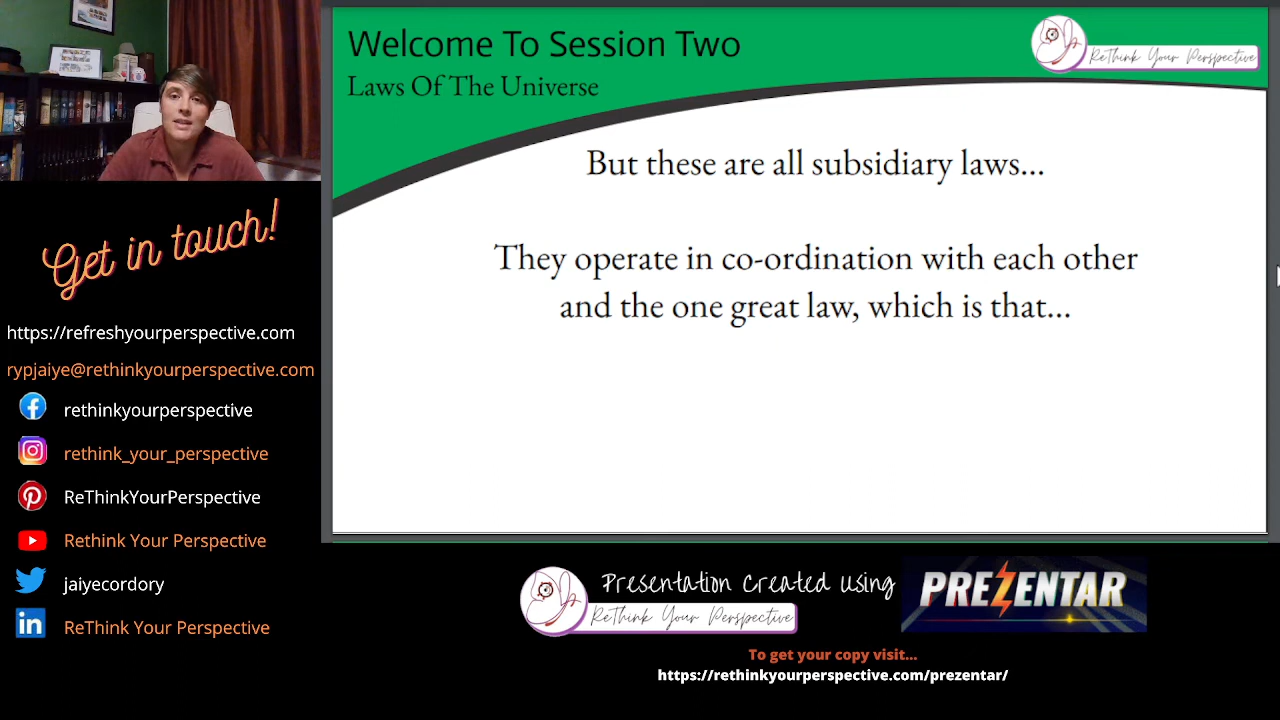 Welcome To Session Two
Laws Of The Universe
ReThink Your Perspective
But these are all subsidiary laws...
They operate in co-ordination with each other
and the one great law, which is that...
Get in touch!
https://refreshyourperspective.com
rypjaiye@rethinkyourperspective.com
rethinkyourperspective
rethink_your_perspective
ReThinkYourPerspective
Rethink Your Perspective
jaiyecordory
ReThink Your Perspective
Presentation Created Using
ReThink Your Perspective
PREZENTAR
To get your copy visit...
https://rethinkyourperspective.com/prezentar/